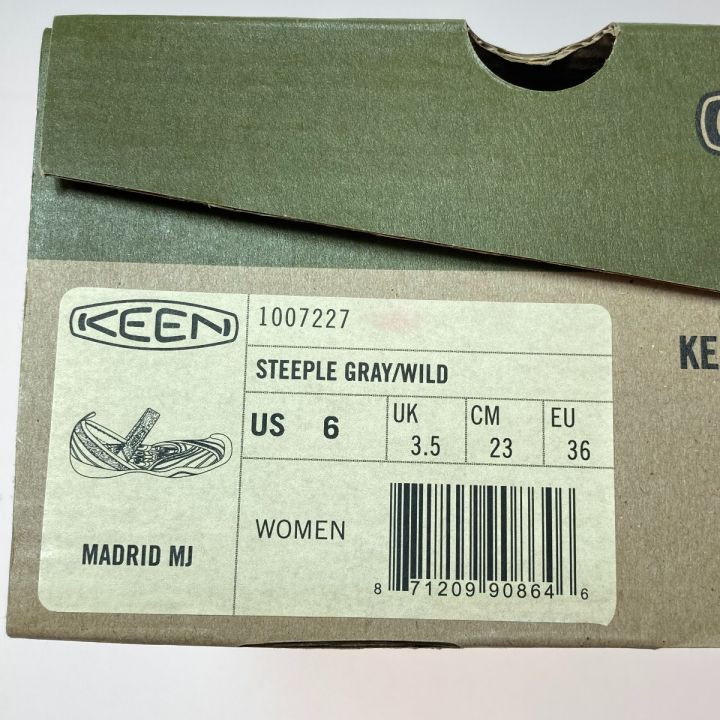 KEEN
1007227
STEEPLE GRAY/WILD
US 6
UK 3.5
CM 23
EU 36
WOMEN
MADRID MJ
8 71209 90864 6
KE